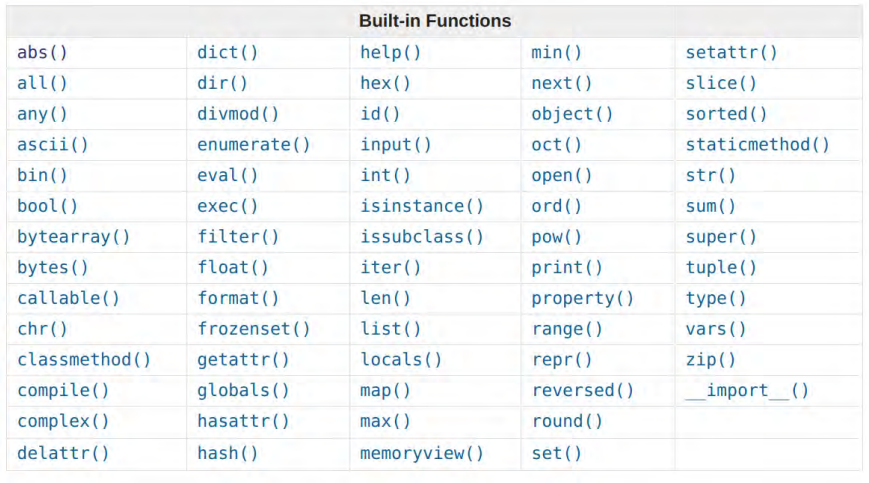 Built-in Functions
abs() dict() help() min() setattr()
all() dir() hex() next() slice()
any() divmod() id() object() sorted()
ascii() enumerate() input() oct() staticmethod()
bin() eval() int() open() str()
bool() exec() isinstance() ord() sum()
bytearray() filter() issubclass() pow() super()
bytes() float() iter() print() tuple()
callable() format() len() property() type()
chr() frozenset() list() range() vars()
classmethod() getattr() locals() repr() zip()
compile() globals() map() reversed() __import__()
complex() hasattr() max() round()
delattr() hash() memoryview() set()